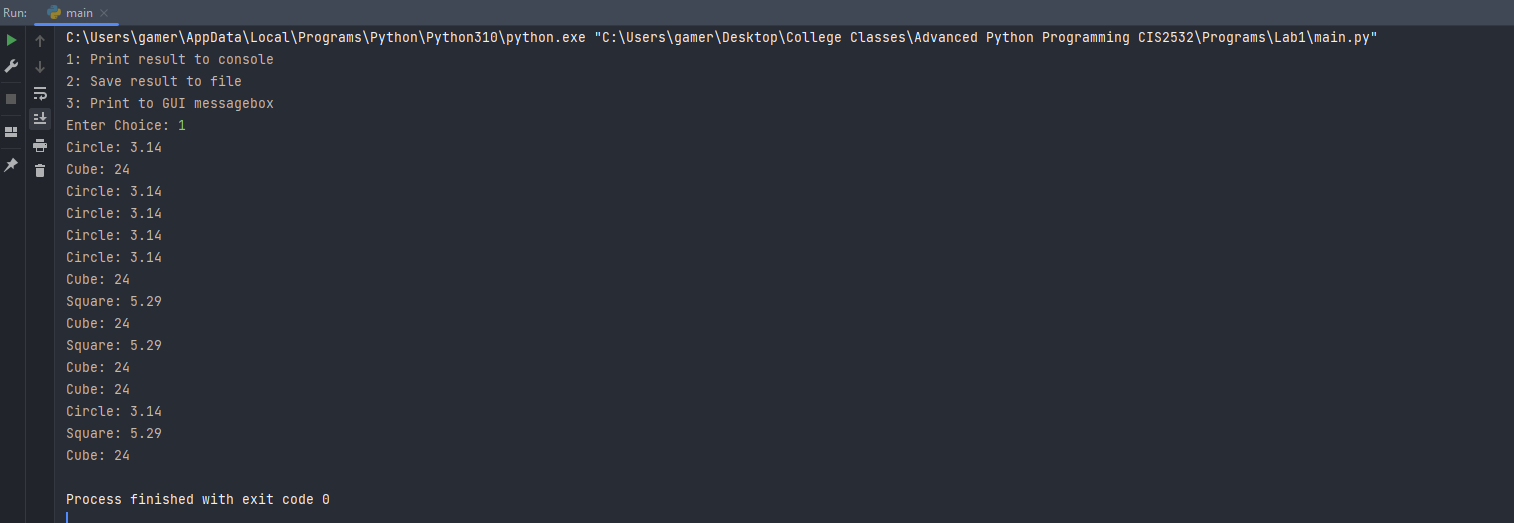 Run: main
C:\Users\gamer\AppData\Local\Programs\Python\Python310\python.exe "C:\Users\gamer\Desktop\College Classes\Advanced Python Programming CIS2532\Programs\Lab1\main.py"
1: Print result to console
2: Save result to file
3: Print to GUI messagebox
Enter Choice: 1
Circle: 3.14
Cube: 24
Circle: 3.14
Circle: 3.14
Circle: 3.14
Circle: 3.14
Cube: 24
Square: 5.29
Cube: 24
Square: 5.29
Cube: 24
Cube: 24
Circle: 3.14
Square: 5.29
Cube: 24
Process finished with exit code 0